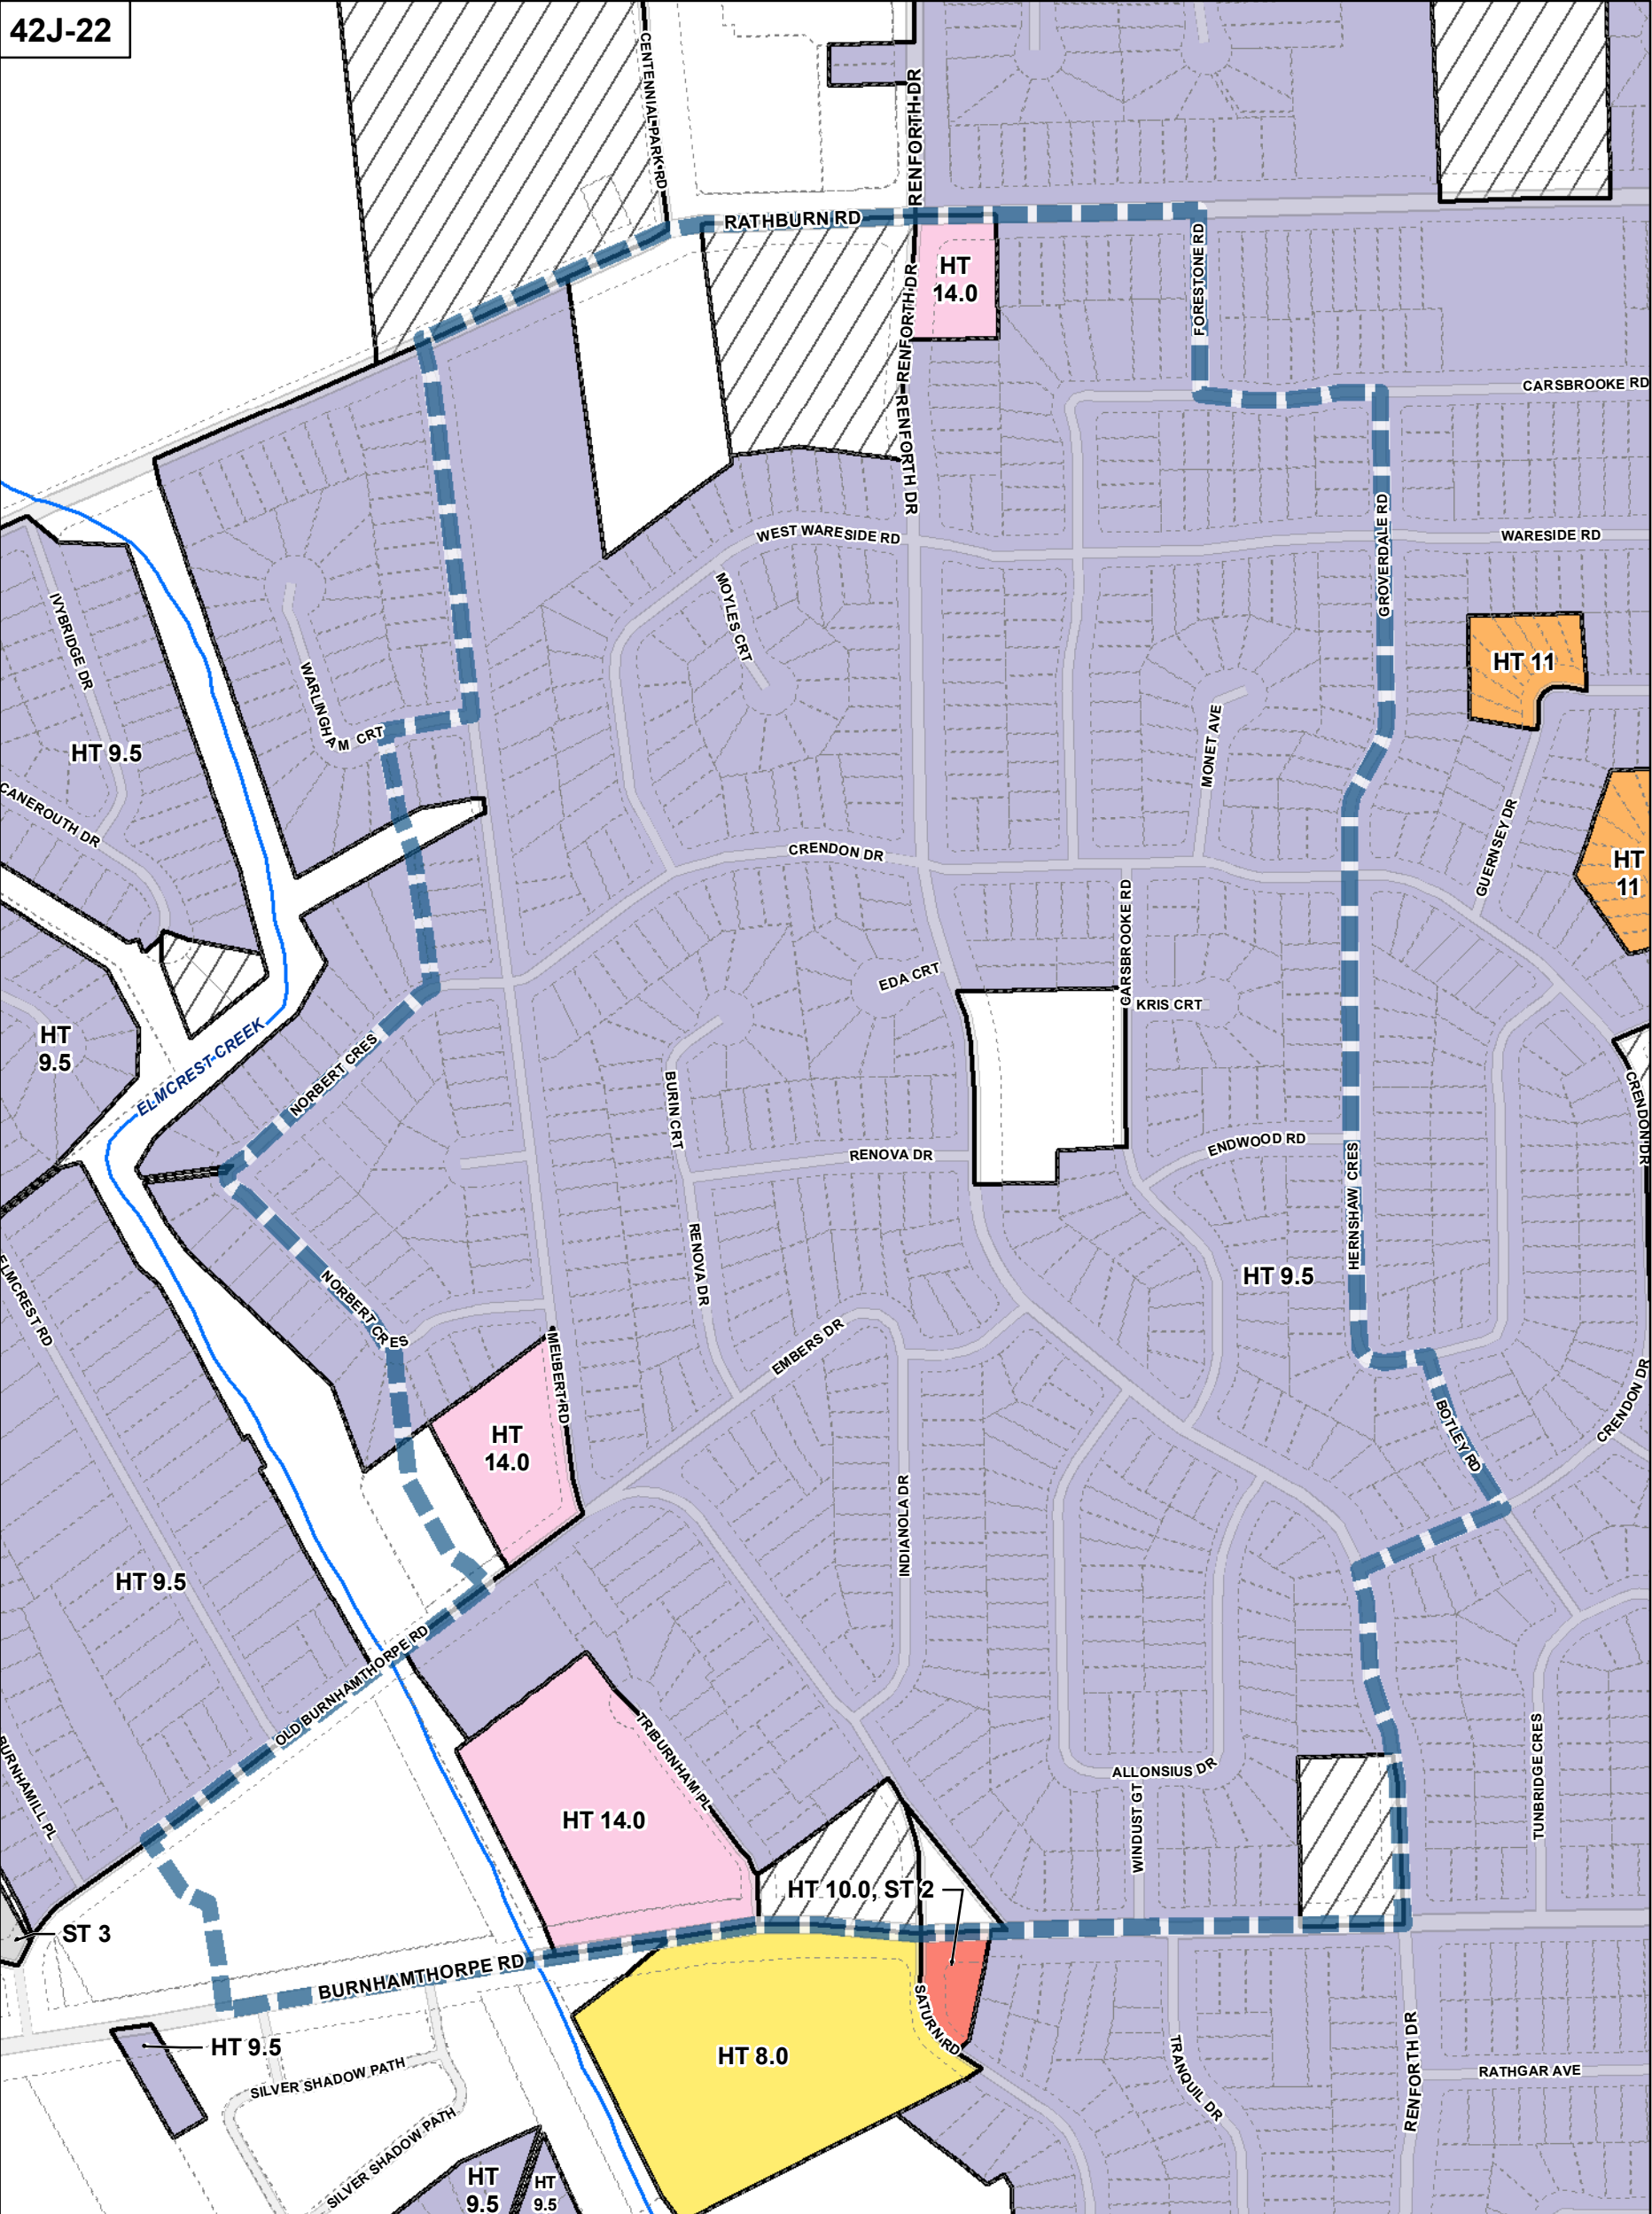 42J-22
CENTENNIAL PARK RD
RENFORTH DR
RATHBURN RD
FORESTONE RD
HT
14.0
RENFORTH DR
RENFORTH DR
CARSBROOKE RD
GROVERDALE RD
WEST WARESIDE RD
WARESIDE RD
IVYBRIDGE DR
MOYLES CRT
WARLINGHAM CRT
HT 11
HT 9.5
MONET AVE
CANEROUTH DR
GUERNSEY DR
CRENDON DR
HT
11
CARSBROOKE RD
EDA CRT
KRIS CRT
HT
9.5
ELMCREST CREEK
NORBERT CRES
BURIN CRT
CRENDON DR
RENOVA DR
ENDWOOD RD
HERNSHAW CRES
RENOVA DR
HT 9.5
ELMCREST RD
NORBERT CRES
EMBERS DR
MELBERT RD
BOTLEY RD
CRENDON DR
HT
14.0
INDIANOLA DR
HT 9.5
OLD BURNHAMTHORPE RD
TRIBURNHAM PL
BURNHAMILL PL
ALLONSIUS DR
WINDUST GT
TUNBRIDGE CRES
HT 14.0
HT 10.0, ST 2
ST 3
BURNHAMTHORPE RD
SATURN RD
HT 9.5
HT 8.0
SILVER SHADOW PATH
TRANQUIL DR
RENFORTH DR
RATHGAR AVE
SILVER SHADOW PATH
HT
9.5
HT
9.5